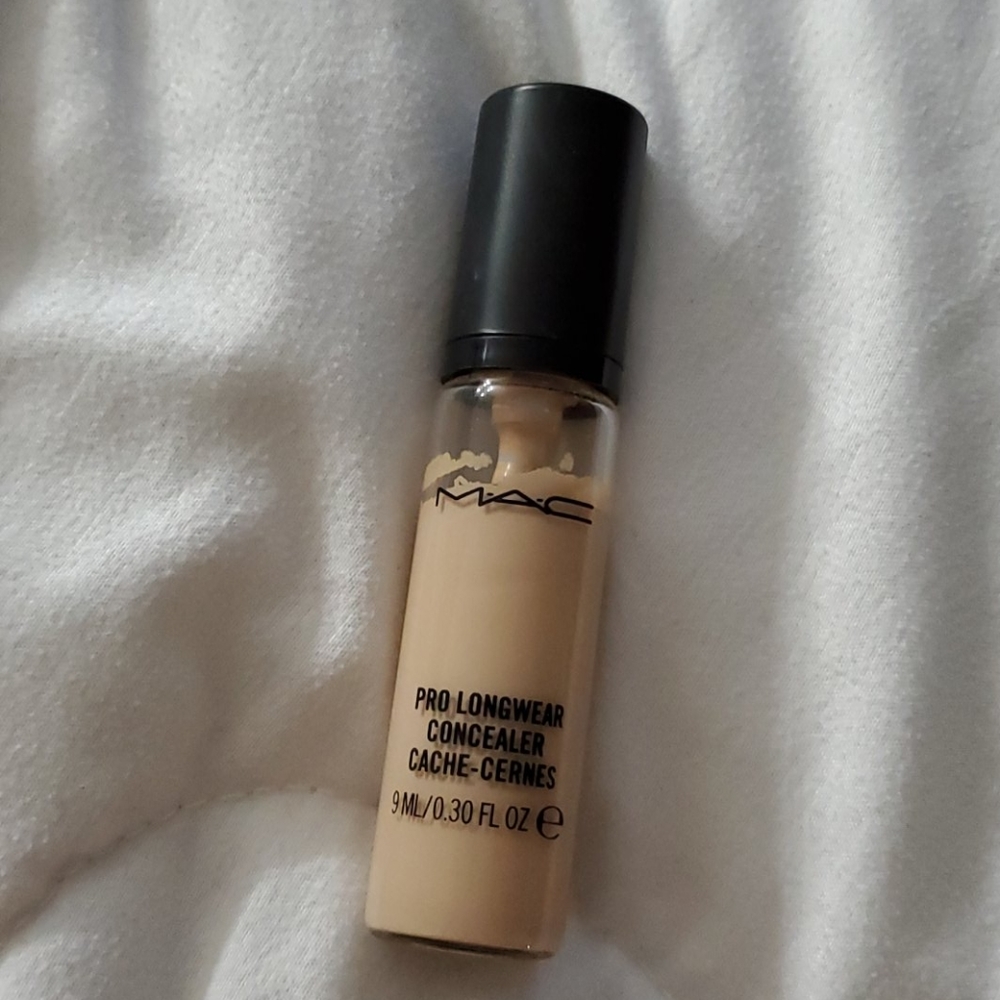 M·A·C
PRO LONGWEAR
CONCEALER
CACHE-CERNES
9 ML/0.30 FL OZ ℮